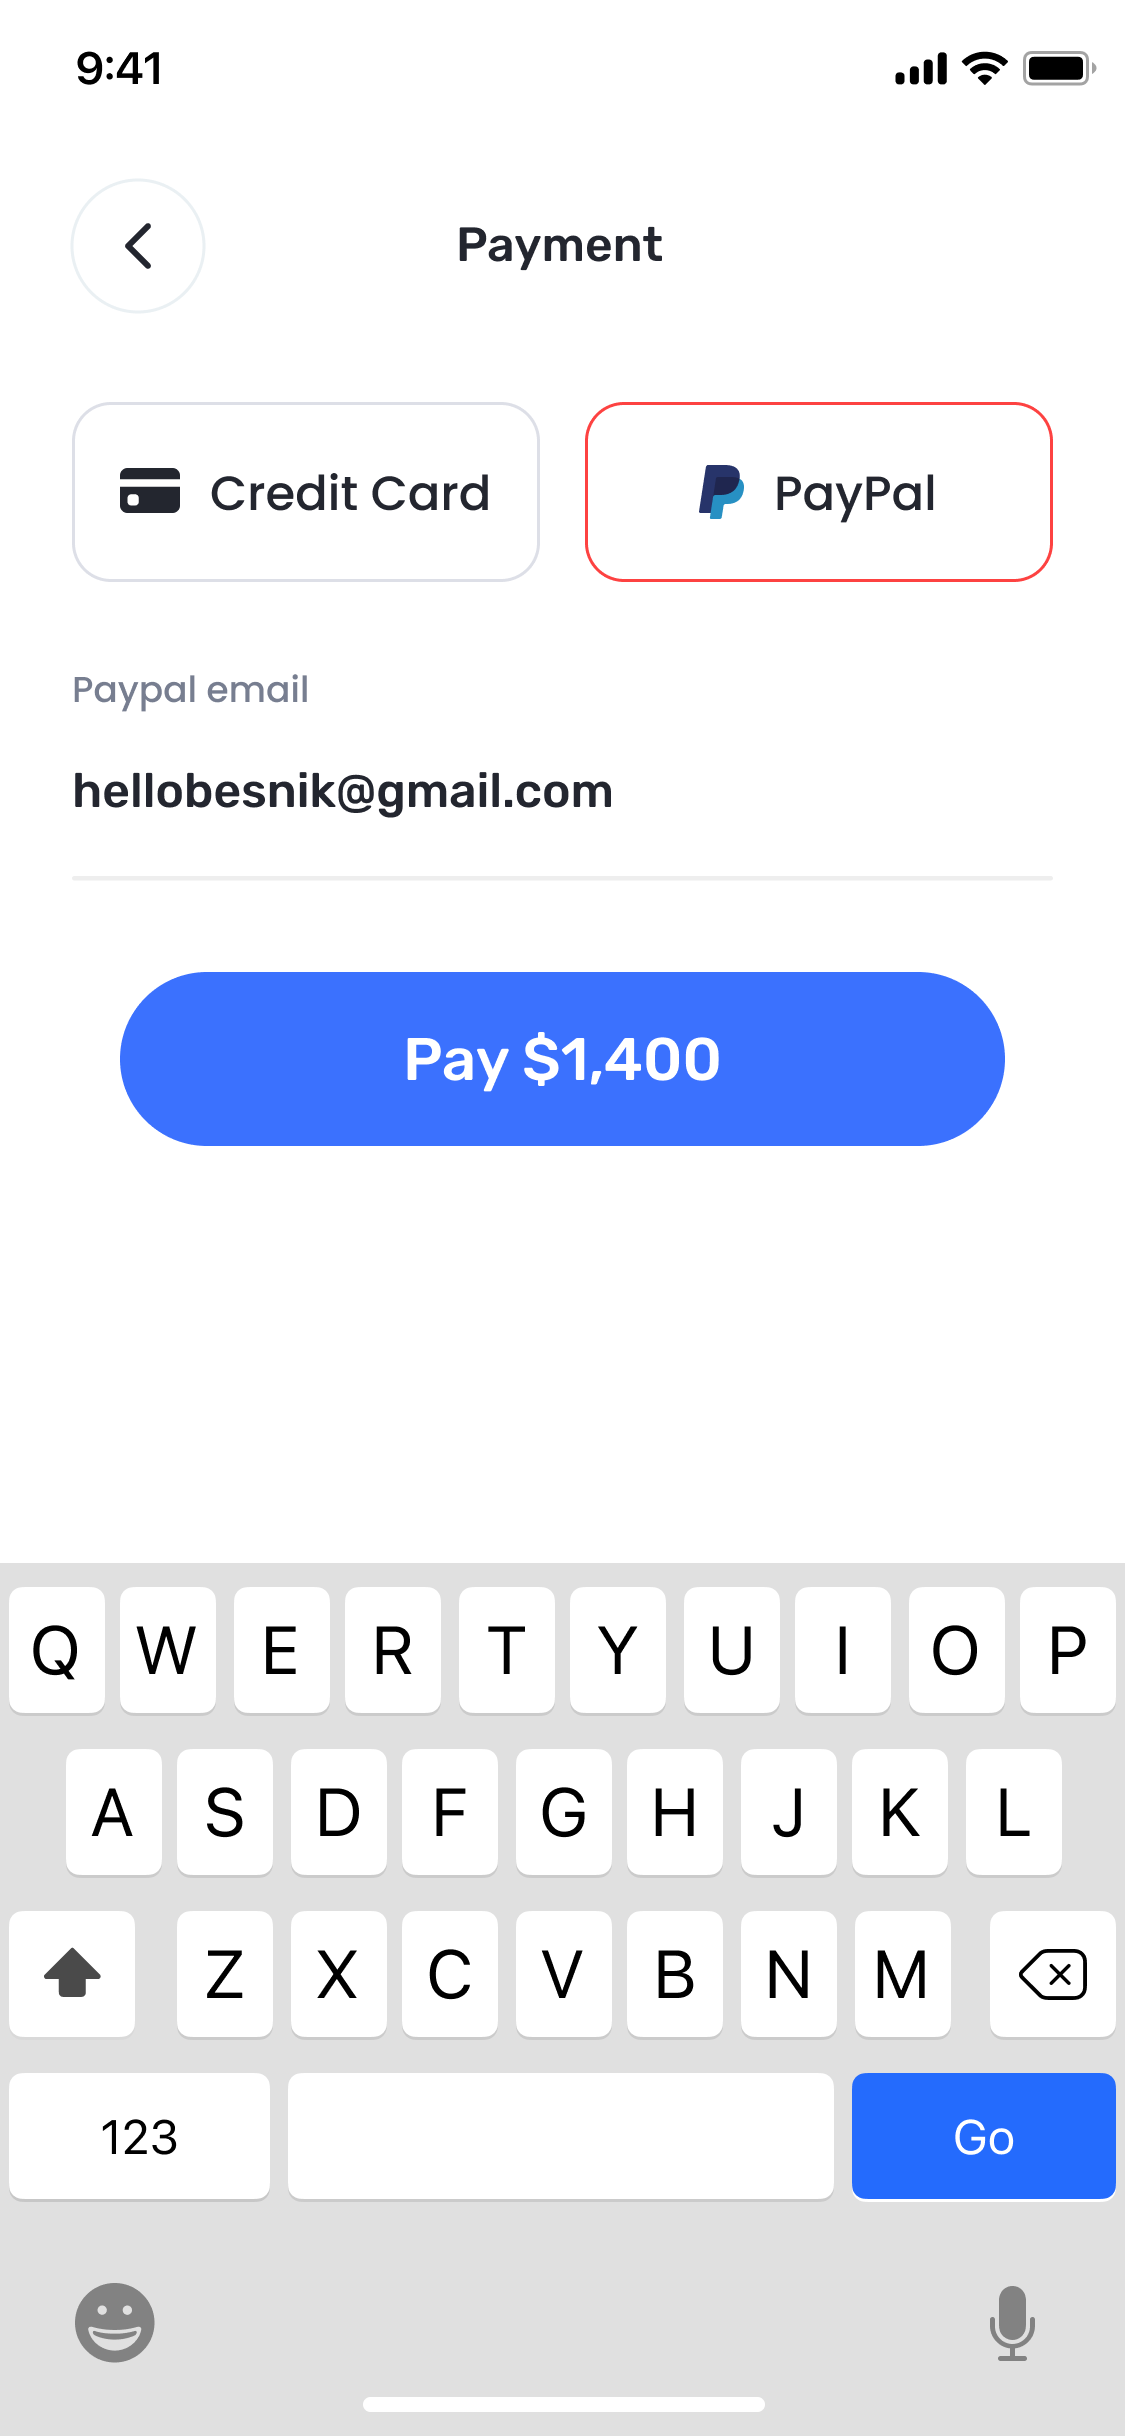 9:41
Payment
Credit Card
PayPal
Paypal email
hellobesnik@gmail.com
Pay $1,400
Q W E R T Y U I O P
A S D F G H J K L
Z X C V B N M
123
Go